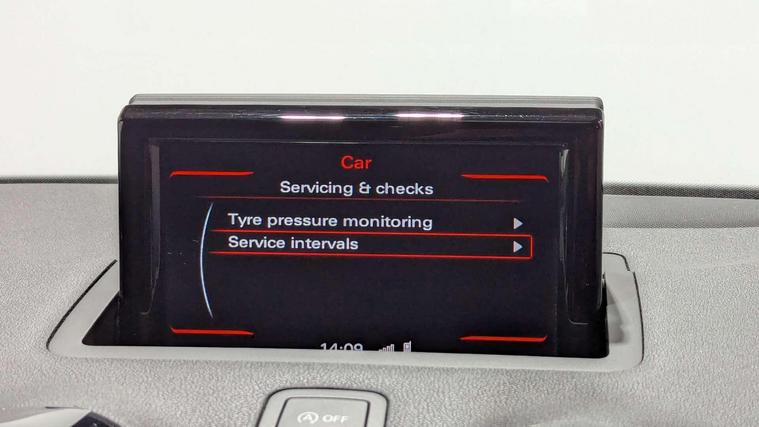 Car
Servicing & checks
Tyre pressure monitoring
Service intervals
14:09
A OFF